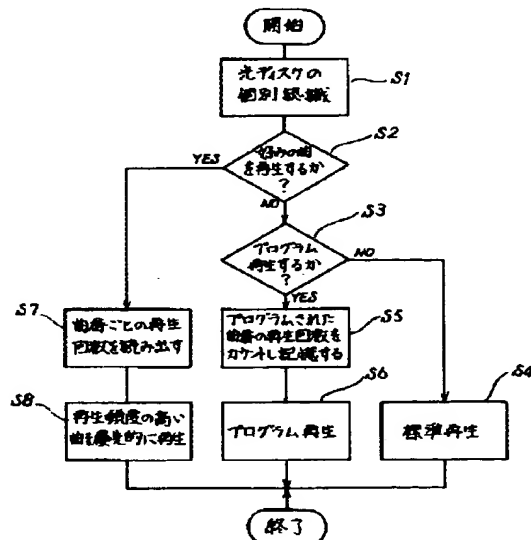 開始
光ディスクの
個別認識
S1
S2
好みの曲
を再生するか
?
YES
NO
S3
プログラム
再生するか
?
NO
YES
S7
曲番ごとの再生
回数を読み出す
プログラムされた
曲番の再生回数を
カウントし記憶する
S5
S8
再生頻度の高い
曲を優先的に再生
S6
プログラム再生
S4
標準再生
終了